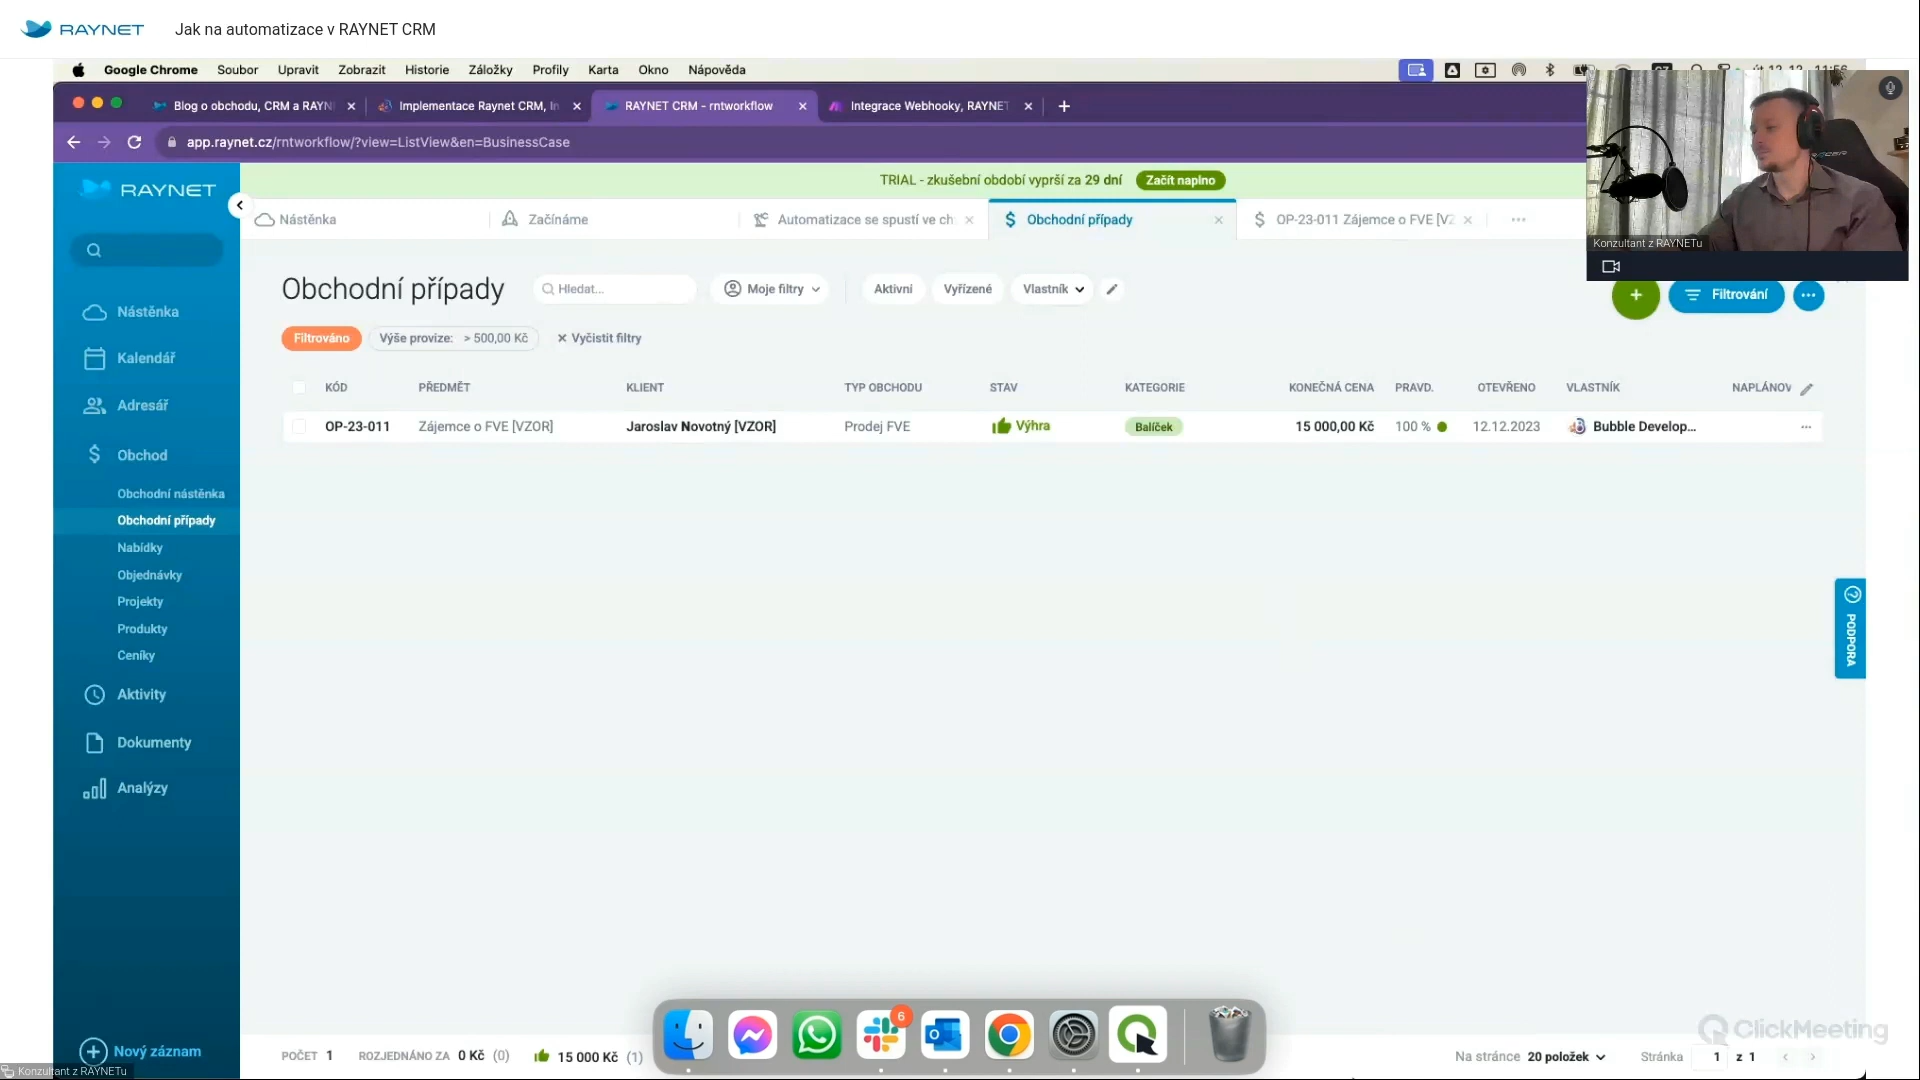 RAYNET
Jak na automatizace v RAYNET CRM
Google Chrome Soubor Upravit Zobrazit Historie Záložky Profily Karta Okno Nápověda
Blog o obchodu, CRM a RAYN
Implementace Raynet CRM, In
RAYNET CRM - rntworkflow
Integrace Webhooky, RAYNET
app.raynet.cz/rntworkflow/?view=ListView&en=BusinessCase
Konzultant z RAYNETu
RAYNET
TRIAL - zkušební období vyprší za 29 dní Začít naplno
Nástěnka
Začínáme
Automatizace se spustí ve ch
Obchodní případy
OP-23-011 Zájemce o FVE [VZ
Nástěnka
Kalendář
Adresář
Obchod
Obchodní nástěnka
Obchodní případy
Nabídky
Objednávky
Projekty
Produkty
Ceníky
Aktivity
Dokumenty
Analýzy
Nový záznam
Obchodní případy Hledat... Moje filtry Aktivní Vyřízené Vlastník Filtrování
Filtrováno Výše provize: > 500,00 Kč Vyčistit filtry
KÓD PŘEDMĚT KLIENT TYP OBCHODU STAV KATEGORIE KONEČNÁ CENA PRAVD. OTEVŘENO VLASTNÍK NAPLÁNOV
OP-23-011 Zájemce o FVE [VZOR] Jaroslav Novotný [VZOR] Prodej FVE Výhra Balíček 15 000,00 Kč 100 % 12.12.2023 Bubble Develop...
PODPORA
6
ClickMeeting
POČET 1 ROZJEDNÁNO ZA 0 Kč (0) 15 000 Kč (1) Na stránce 20 položek Stránka 1 z 1
Konzultant z RAYNETu